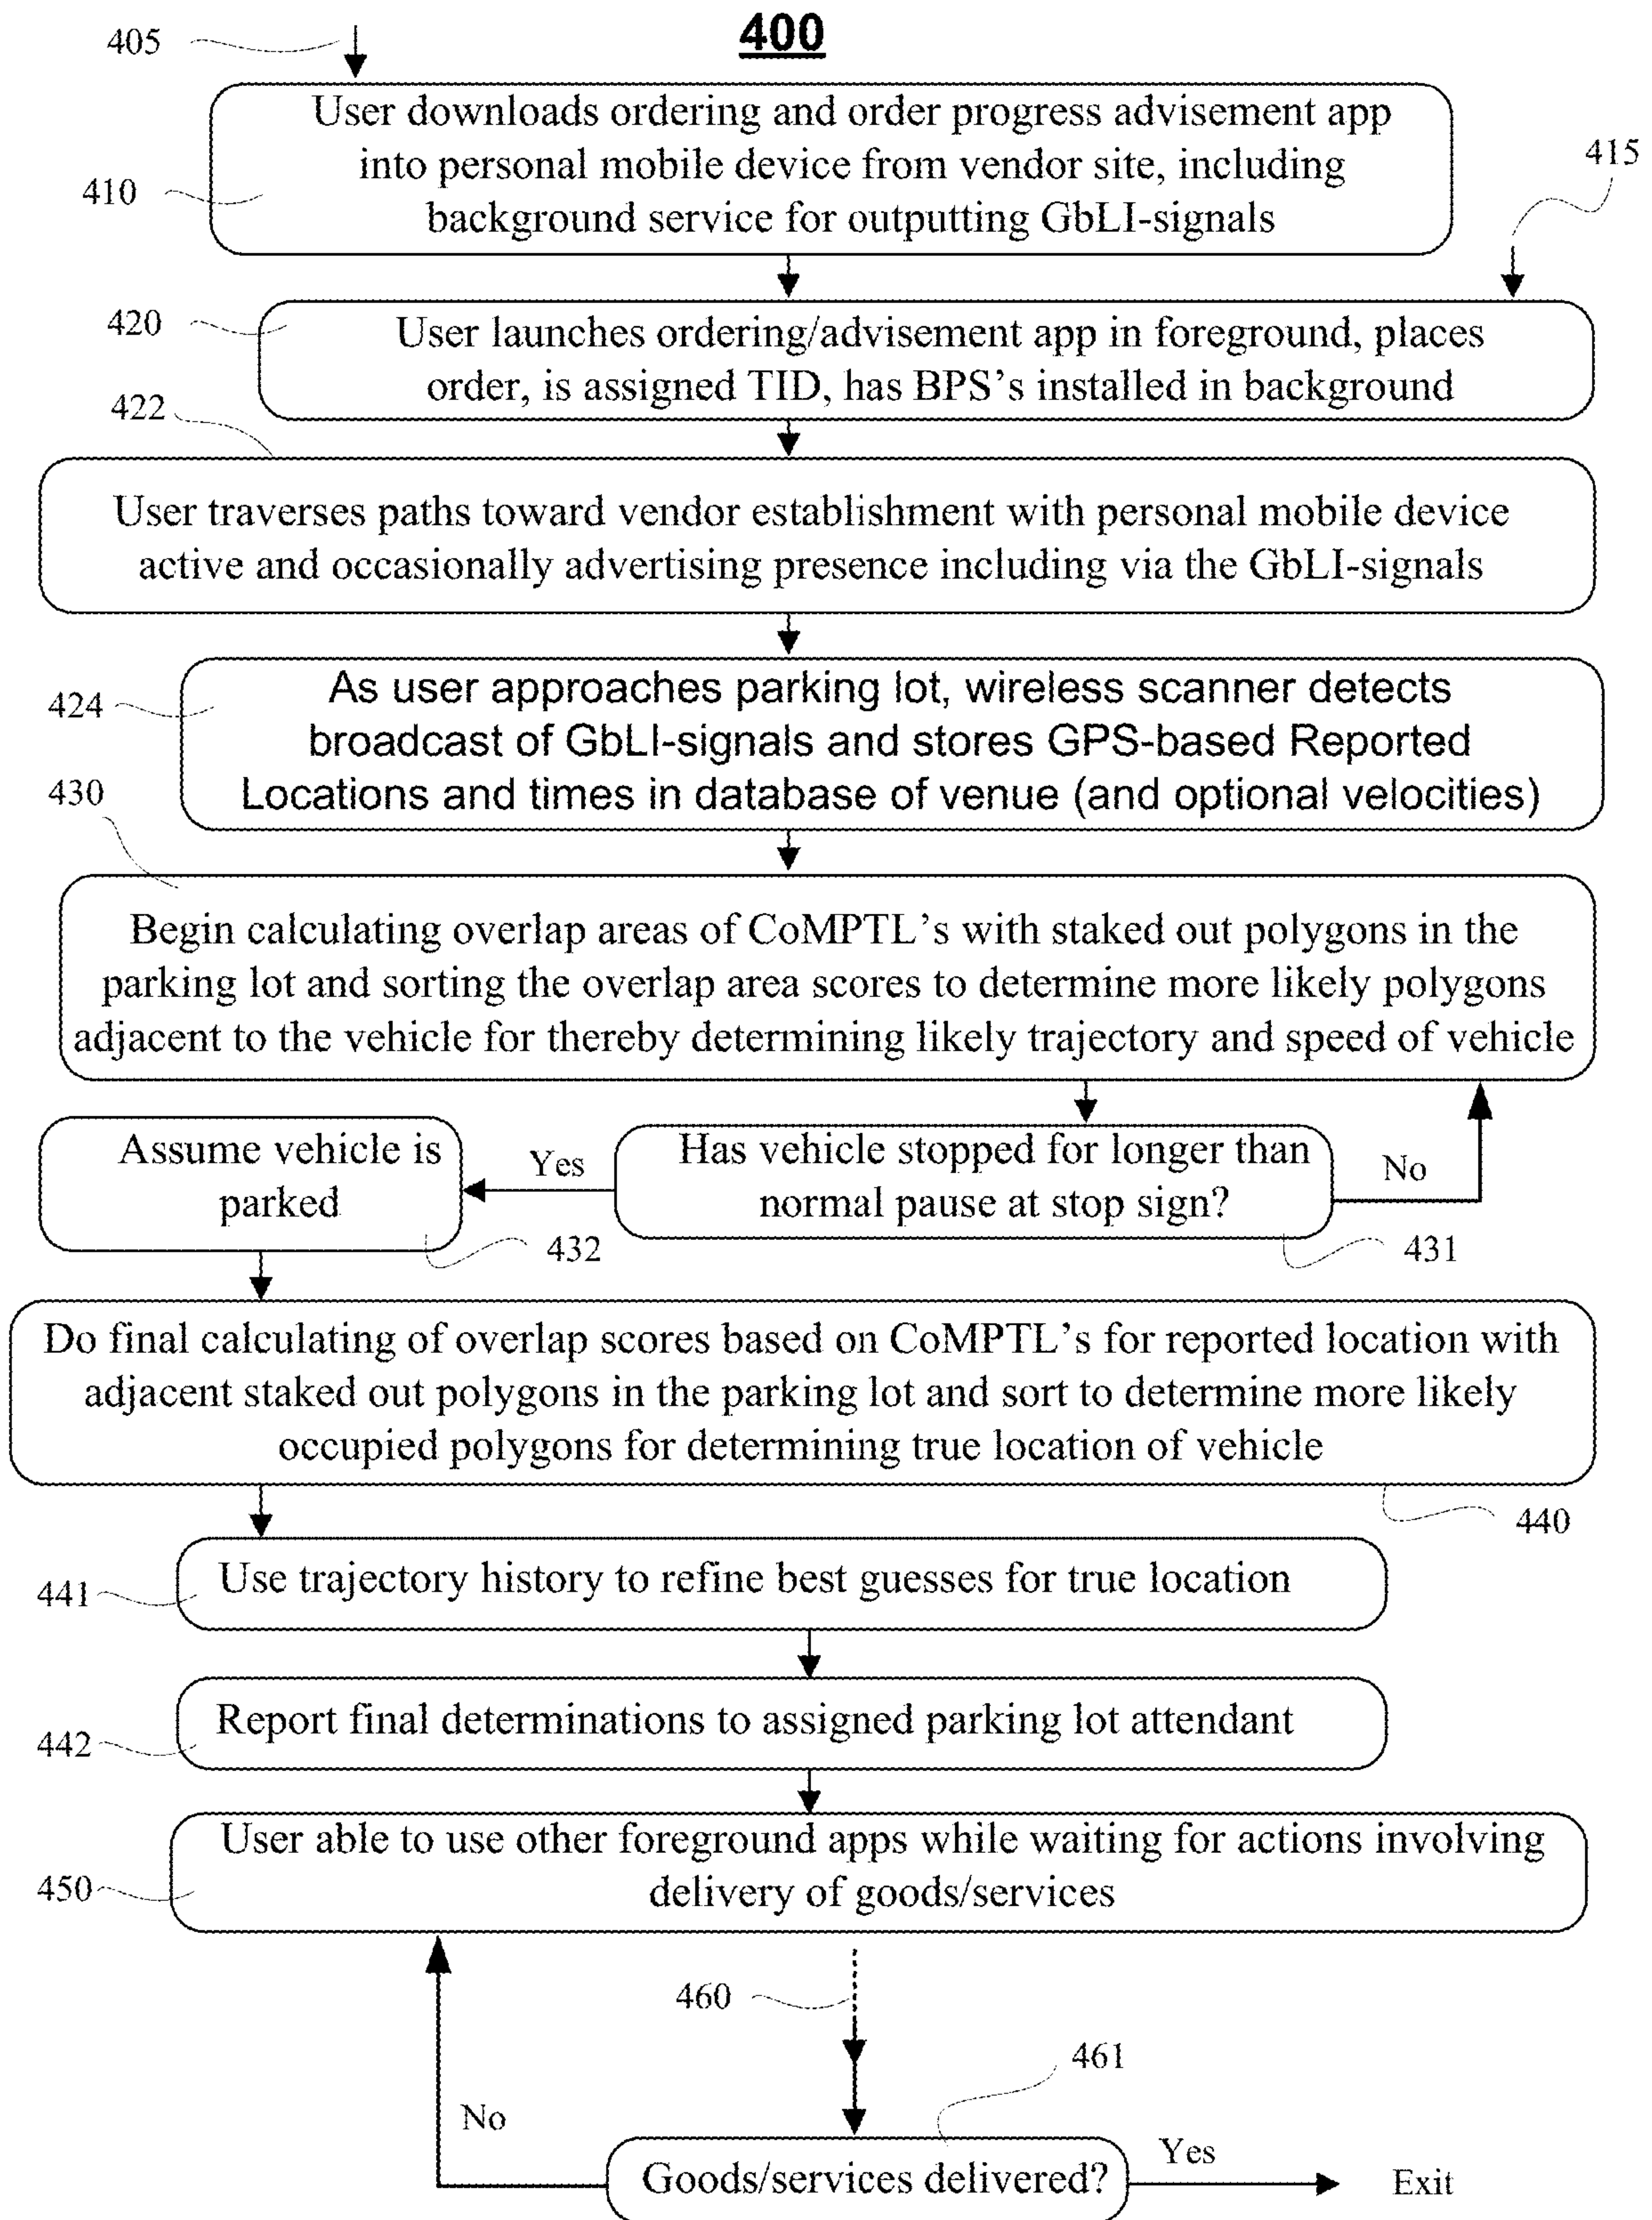 400
405
User downloads ordering and order progress advisement app
into personal mobile device from vendor site, including
background service for outputting GbLI-signals
410
415
420
User launches ordering/advisement app in foreground, places
order, is assigned TID, has BPS's installed in background
422
User traverses paths toward vendor establishment with personal mobile device
active and occasionally advertising presence including via the GbLI-signals
424
As user approaches parking lot, wireless scanner detects
broadcast of GbLI-signals and stores GPS-based Reported
Locations and times in database of venue (and optional velocities)
430
Begin calculating overlap areas of CoMPTL's with staked out polygons in the
parking lot and sorting the overlap area scores to determine more likely polygons
adjacent to the vehicle for thereby determining likely trajectory and speed of vehicle
Assume vehicle is
parked
Yes
Has vehicle stopped for longer than
normal pause at stop sign?
No
432
431
Do final calculating of overlap scores based on CoMPTL's for reported location with
adjacent staked out polygons in the parking lot and sort to determine more likely
occupied polygons for determining true location of vehicle
440
Use trajectory history to refine best guesses for true location
441
Report final determinations to assigned parking lot attendant
442
User able to use other foreground apps while waiting for actions involving
delivery of goods/services
450
460
461
No
Goods/services delivered?
Yes
Exit